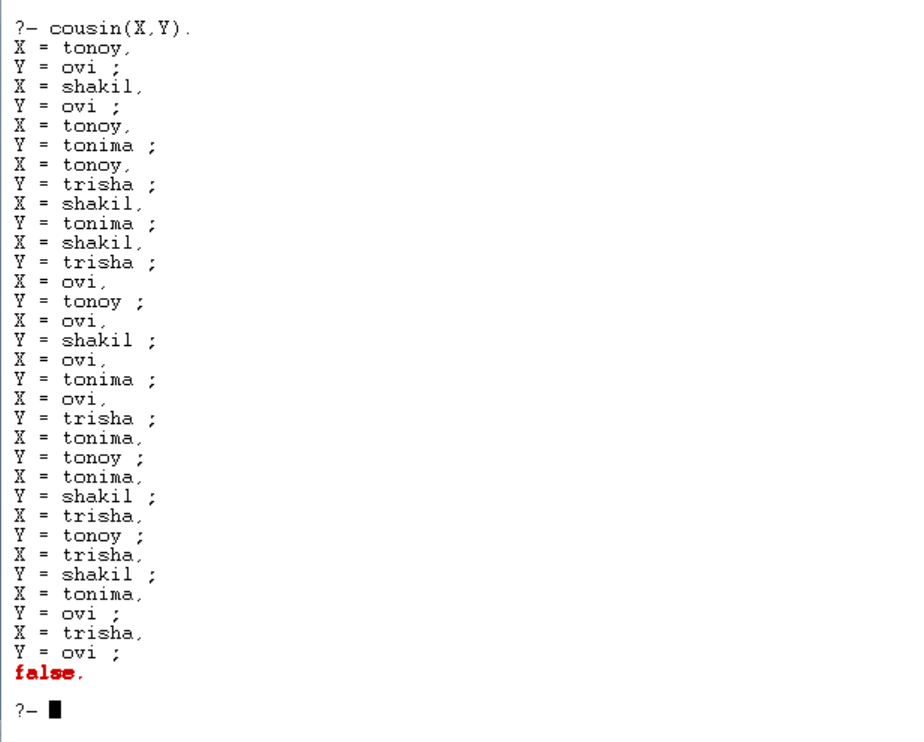 ?- cousin(X,Y).
X = tonoy,
Y = ovi ;
X = shakil,
Y = ovi ;
X = tonoy,
Y = tonima ;
X = tonoy,
Y = trisha ;
X = shakil,
Y = tonima ;
X = shakil,
Y = trisha ;
X = ovi,
Y = tonoy ;
X = ovi,
Y = shakil ;
X = ovi,
Y = tonima ;
X = ovi,
Y = trisha ;
X = tonima,
Y = tonoy ;
X = tonima,
Y = shakil ;
X = trisha,
Y = tonoy ;
X = trisha,
Y = shakil ;
X = tonima,
Y = ovi ;
X = trisha,
Y = ovi ;
false.
?-